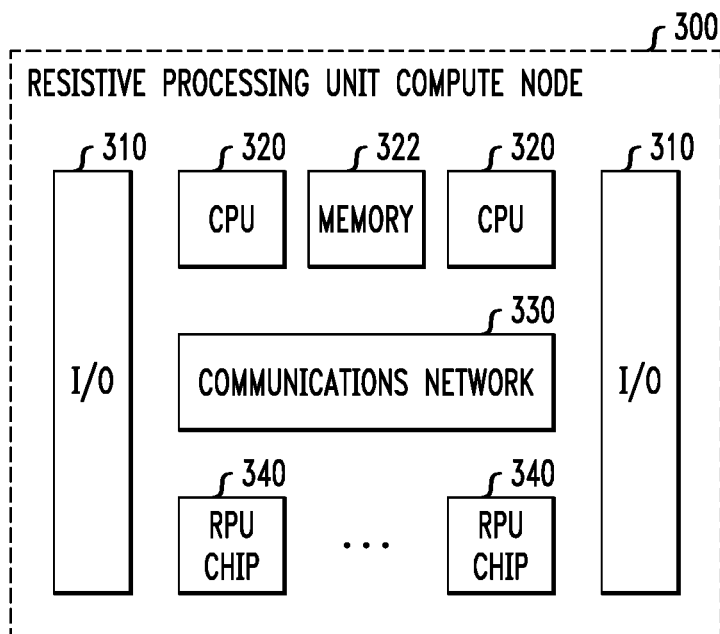 300
RESISTIVE PROCESSING UNIT COMPUTE NODE
310 320 322 320 310
CPU MEMORY CPU
330
I/O COMMUNICATIONS NETWORK I/O
340 340
RPU ... RPU
CHIP CHIP